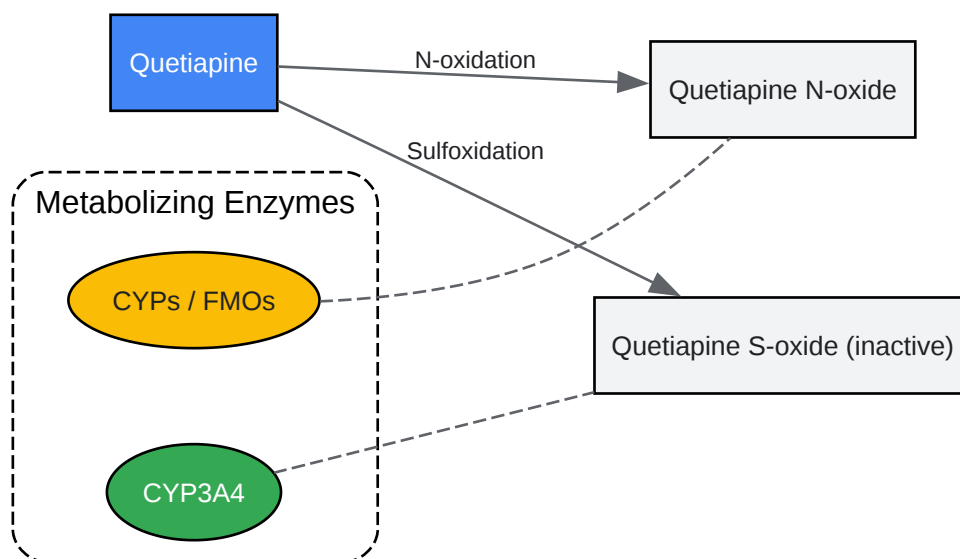 Quetiapine
N-oxidation
Quetiapine N-oxide
Sulfoxidation
Metabolizing Enzymes
CYPs / FMOs
Quetiapine S-oxide (inactive)
CYP3A4